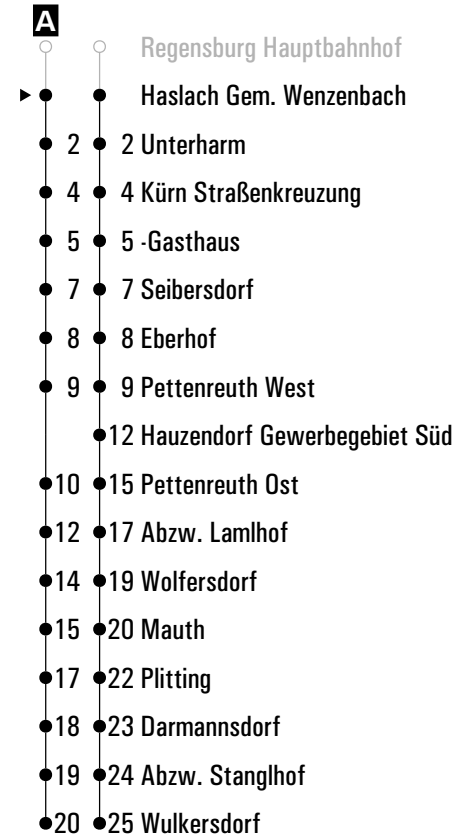 A
Regensburg Hauptbahnhof
Haslach Gem. Wenzenbach
2 2 Unterharm
4 4 Kürn Straßenkreuzung
5 5 -Gasthaus
7 7 Seibersdorf
8 8 Eberhof
9 9 Pettenreuth West
12 Hauzendorf Gewerbegebiet Süd
10 15 Pettenreuth Ost
12 17 Abzw. Lamlhof
14 19 Wolfersdorf
15 20 Mauth
17 22 Plitting
18 23 Darmannsdorf
19 24 Abzw. Stanglhof
20 25 Wulkersdorf